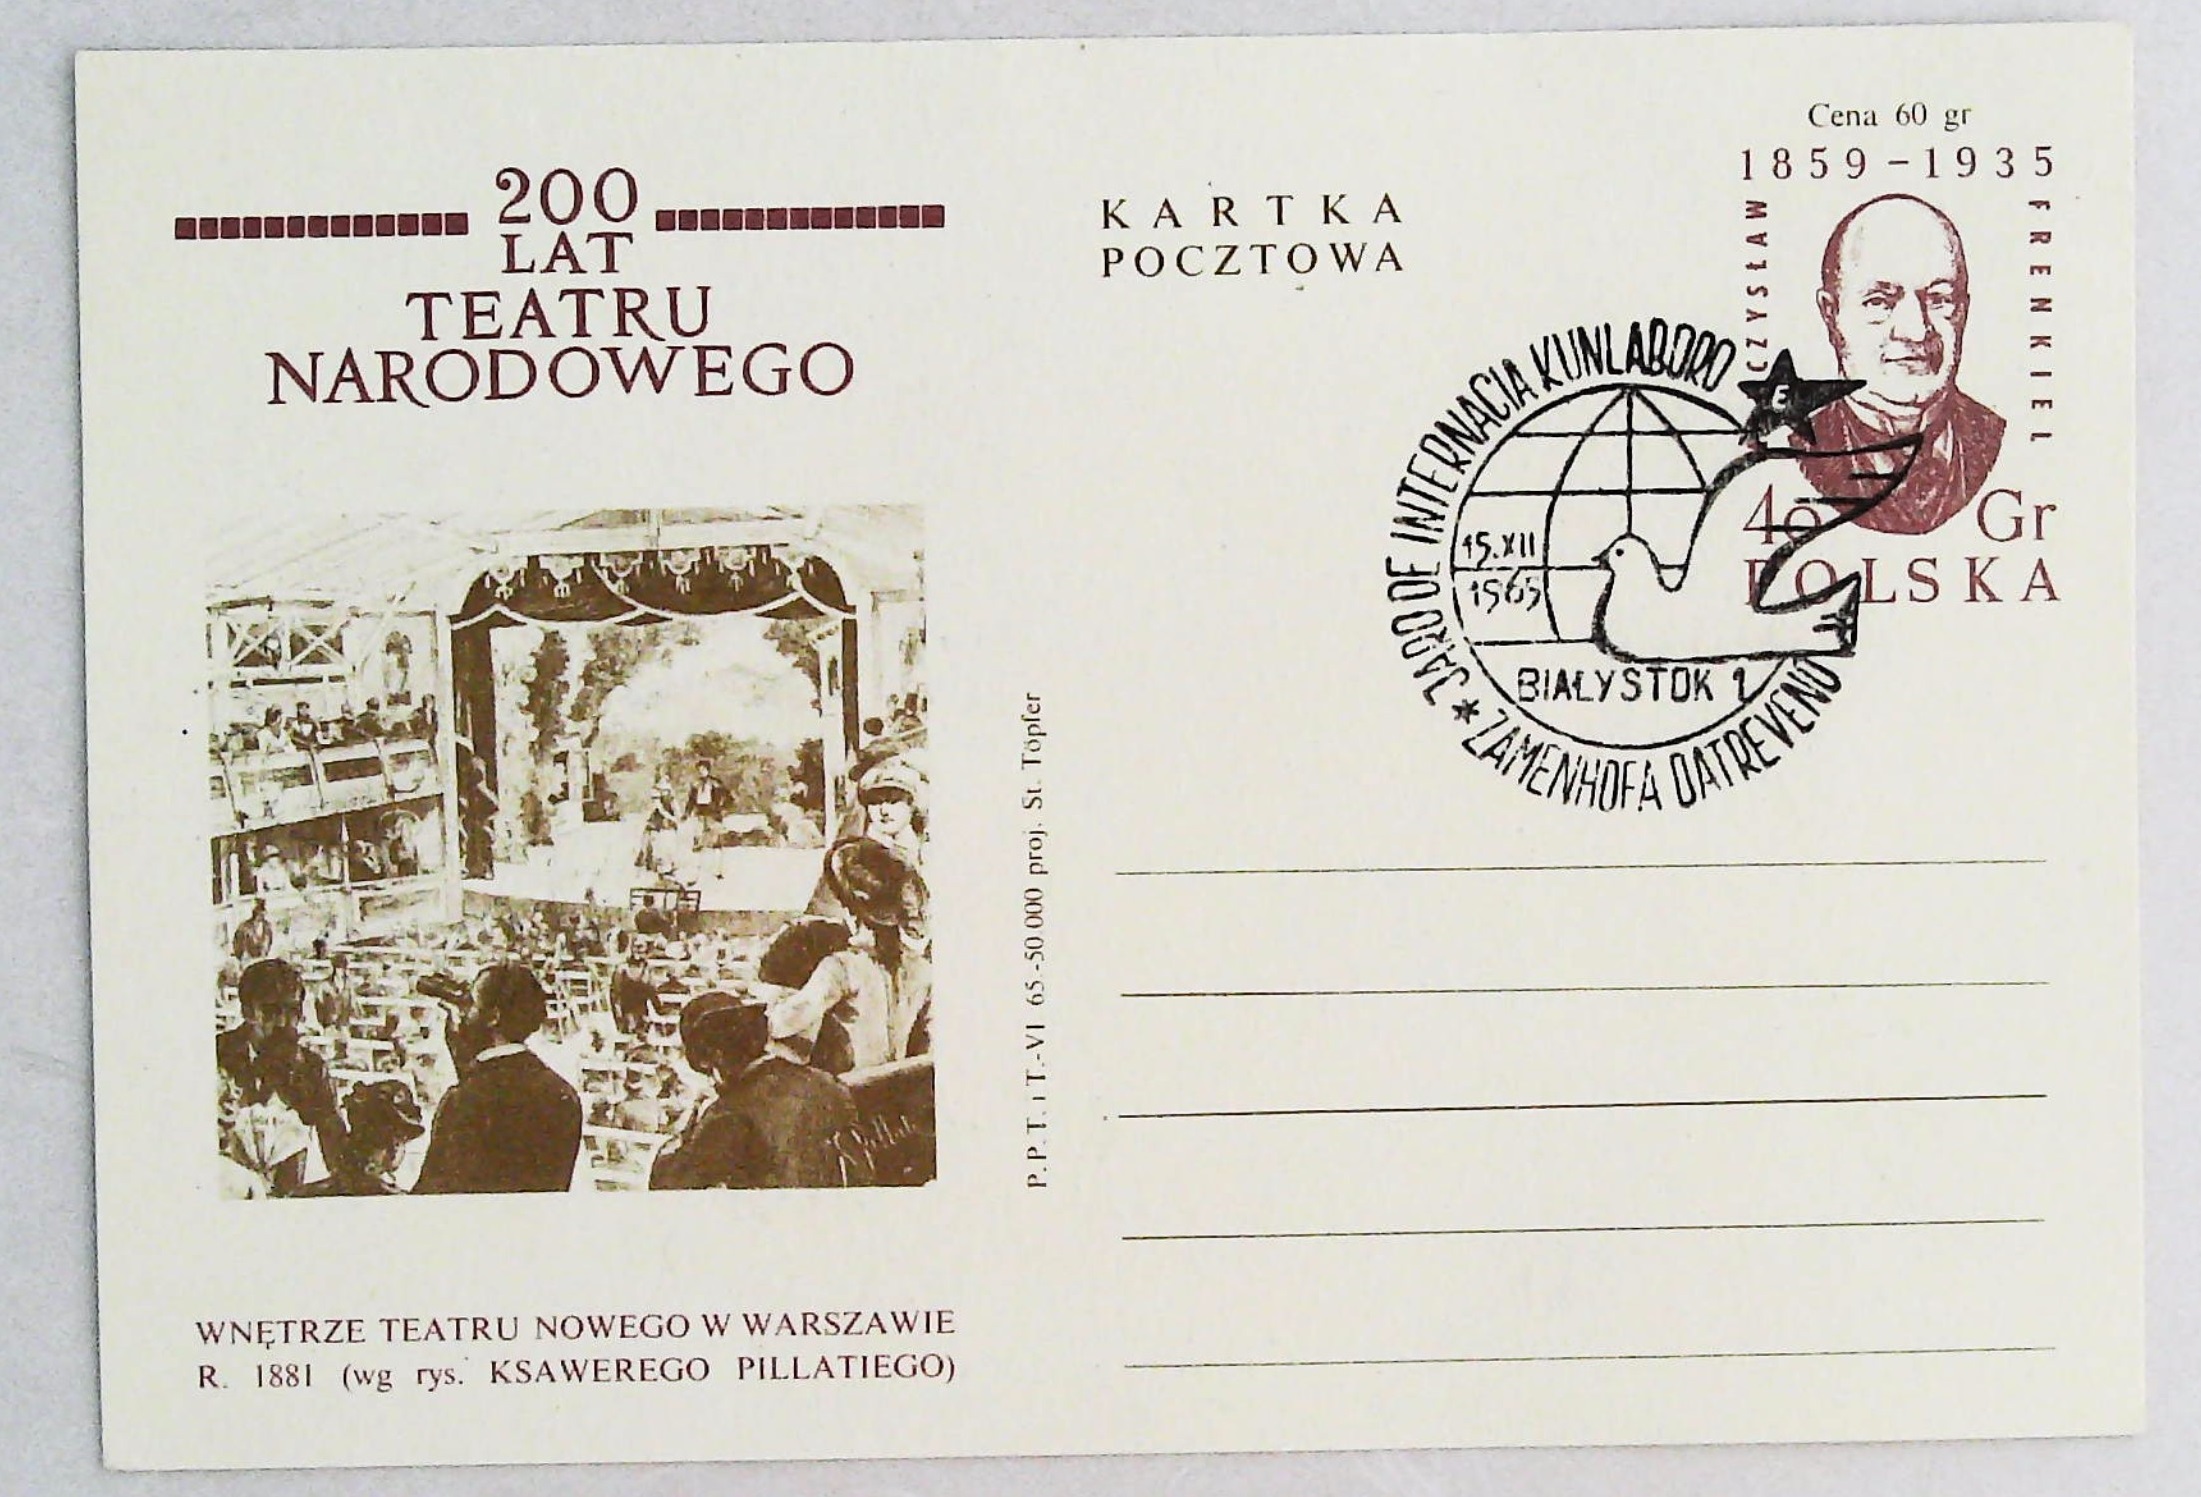 200
LAT
TEATRU
NARODOWEGO
WNĘTRZE TEATRU NOWEGO W WARSZAWIE
R. 1881 (wg rys. KSAWEREGO PILLATIEGO)
P.P.T. i T.-VI 65.-50 000 proj. St. Töpfer
KARTKA
POCZTOWA
Cena 60 gr
1859-1935
CZYSŁAW
FRENKIEL
40 Gr
POLSKA
JARO DE INTERNACIA KUNLABORO
E
15.XII
1965
BIAŁYSTOK 1
* ZAMENHOFA DATREVENO